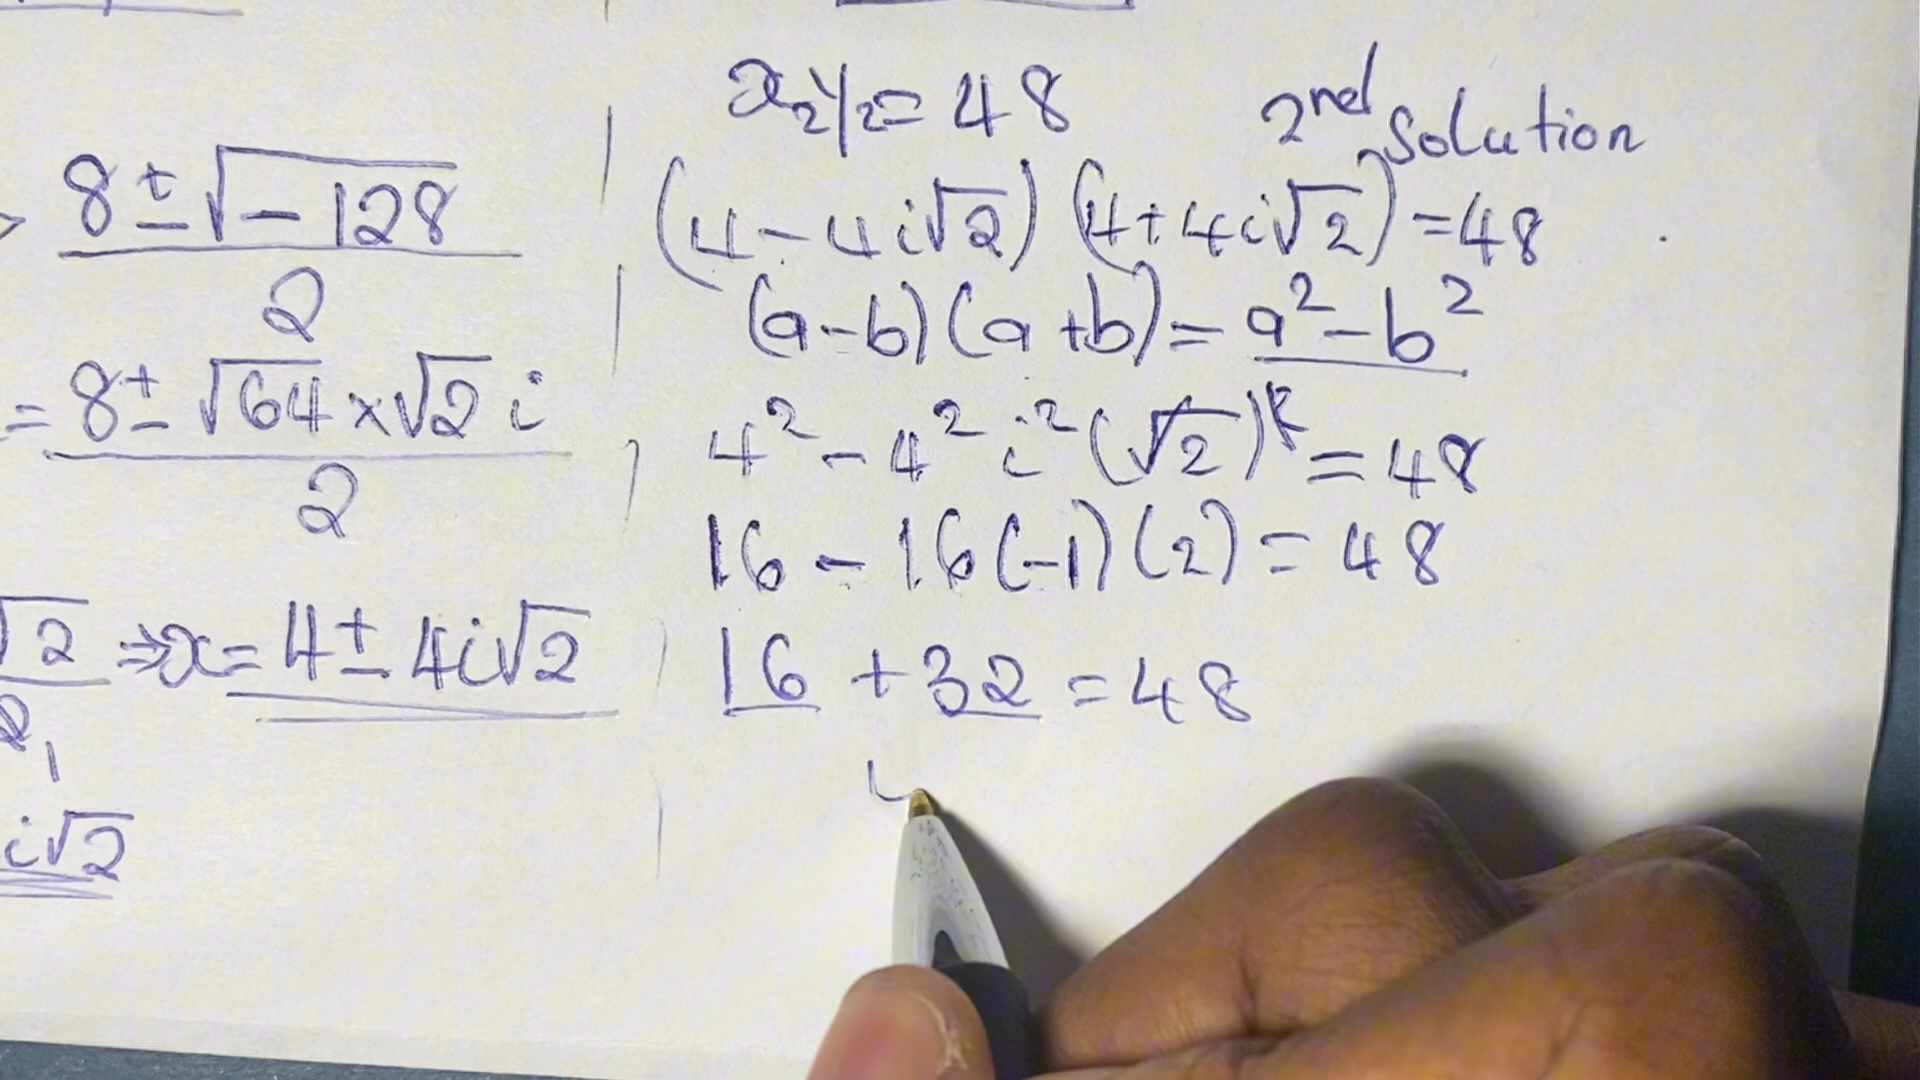 8 ± √-128
2
= 8 ± √64 × √2 i
2
√2 ⇒ x = 4 ± 4i√2
1
i√2
x₂y₂ = 48
2nd Solution
(4 - 4i√2) (4 + 4i√2) = 48
(a - b) (a + b) = a² - b²
4² - 4² i² (√2)² = 48
16 - 16 (-1) (2) = 48
16 + 32 = 48